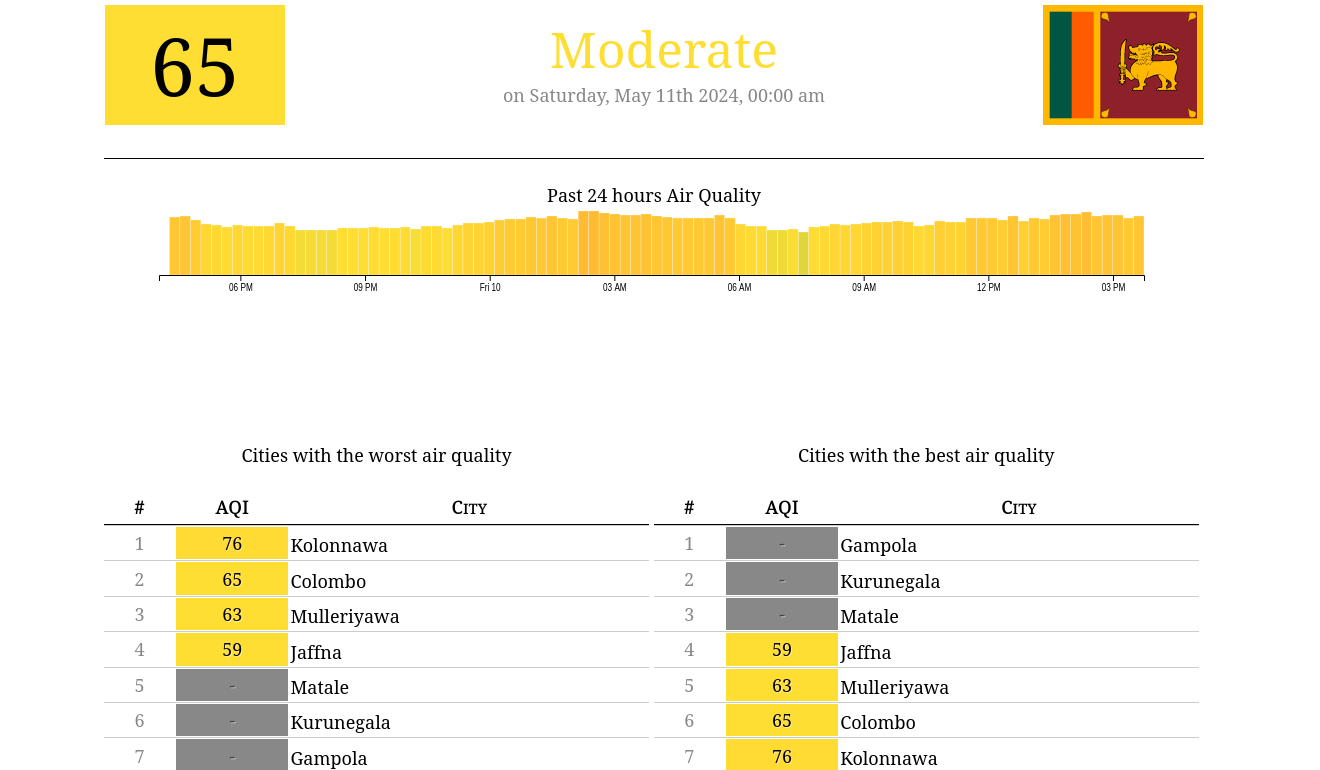 65
Moderate
on Saturday, May 11th 2024, 00:00 am
Past 24 hours Air Quality
06 PM 09 PM Fri 10 03 AM 06 AM 09 AM 12 PM 03 PM
Cities with the worst air quality
# AQI City
1 76 Kolonnawa
2 65 Colombo
3 63 Mulleriyawa
4 59 Jaffna
5 - Matale
6 - Kurunegala
7 - Gampola
Cities with the best air quality
# AQI City
1 - Gampola
2 - Kurunegala
3 - Matale
4 59 Jaffna
5 63 Mulleriyawa
6 65 Colombo
7 76 Kolonnawa